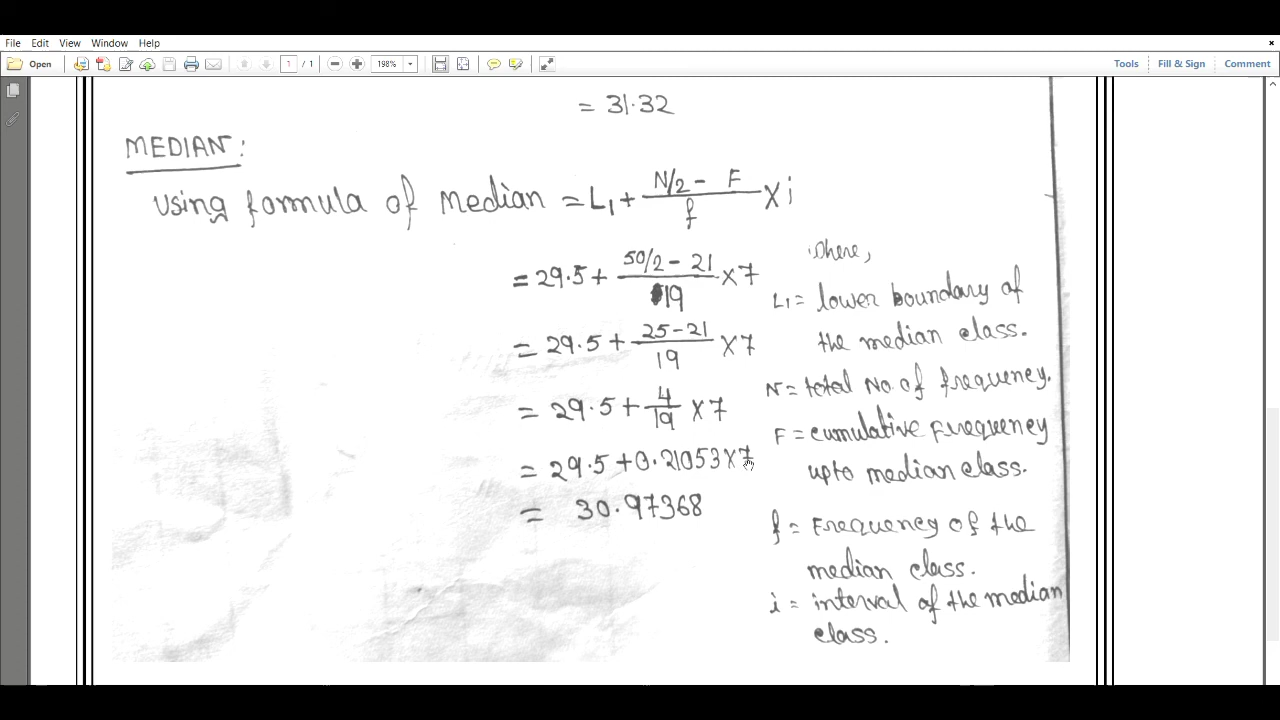 File Edit View Window Help ×
Open 1 / 1 198% Tools Fill & Sign Comment
= 31.32
MEDIAN:
Using formula of median = L₁ + (N/2 - F)/f × i
= 29.5 + (50/2 - 21)/19 × 7
where,
L₁ = lower boundary of
the median class.
= 29.5 + (25 - 21)/19 × 7
N = total No. of frequency.
= 29.5 + 4/19 × 7
F = cumulative frequency
upto median class.
= 29.5 + 0.21053 × 7
= 30.97368
f = Frequency of the
median class.
i = interval of the median
class.